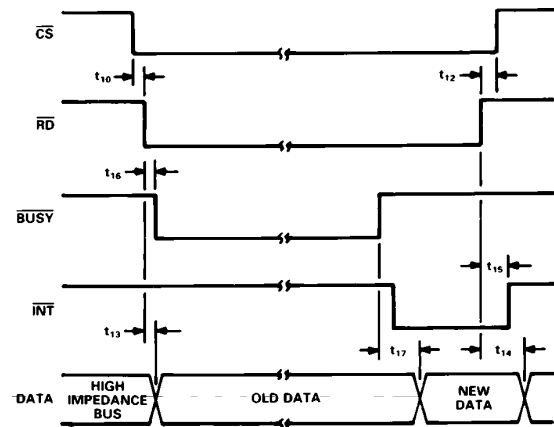 CS
t10
t12
RD
t16
BUSY
t15
INT
t13
t17
t14
DATA
HIGH
IMPEDANCE
BUS
OLD DATA
NEW
DATA